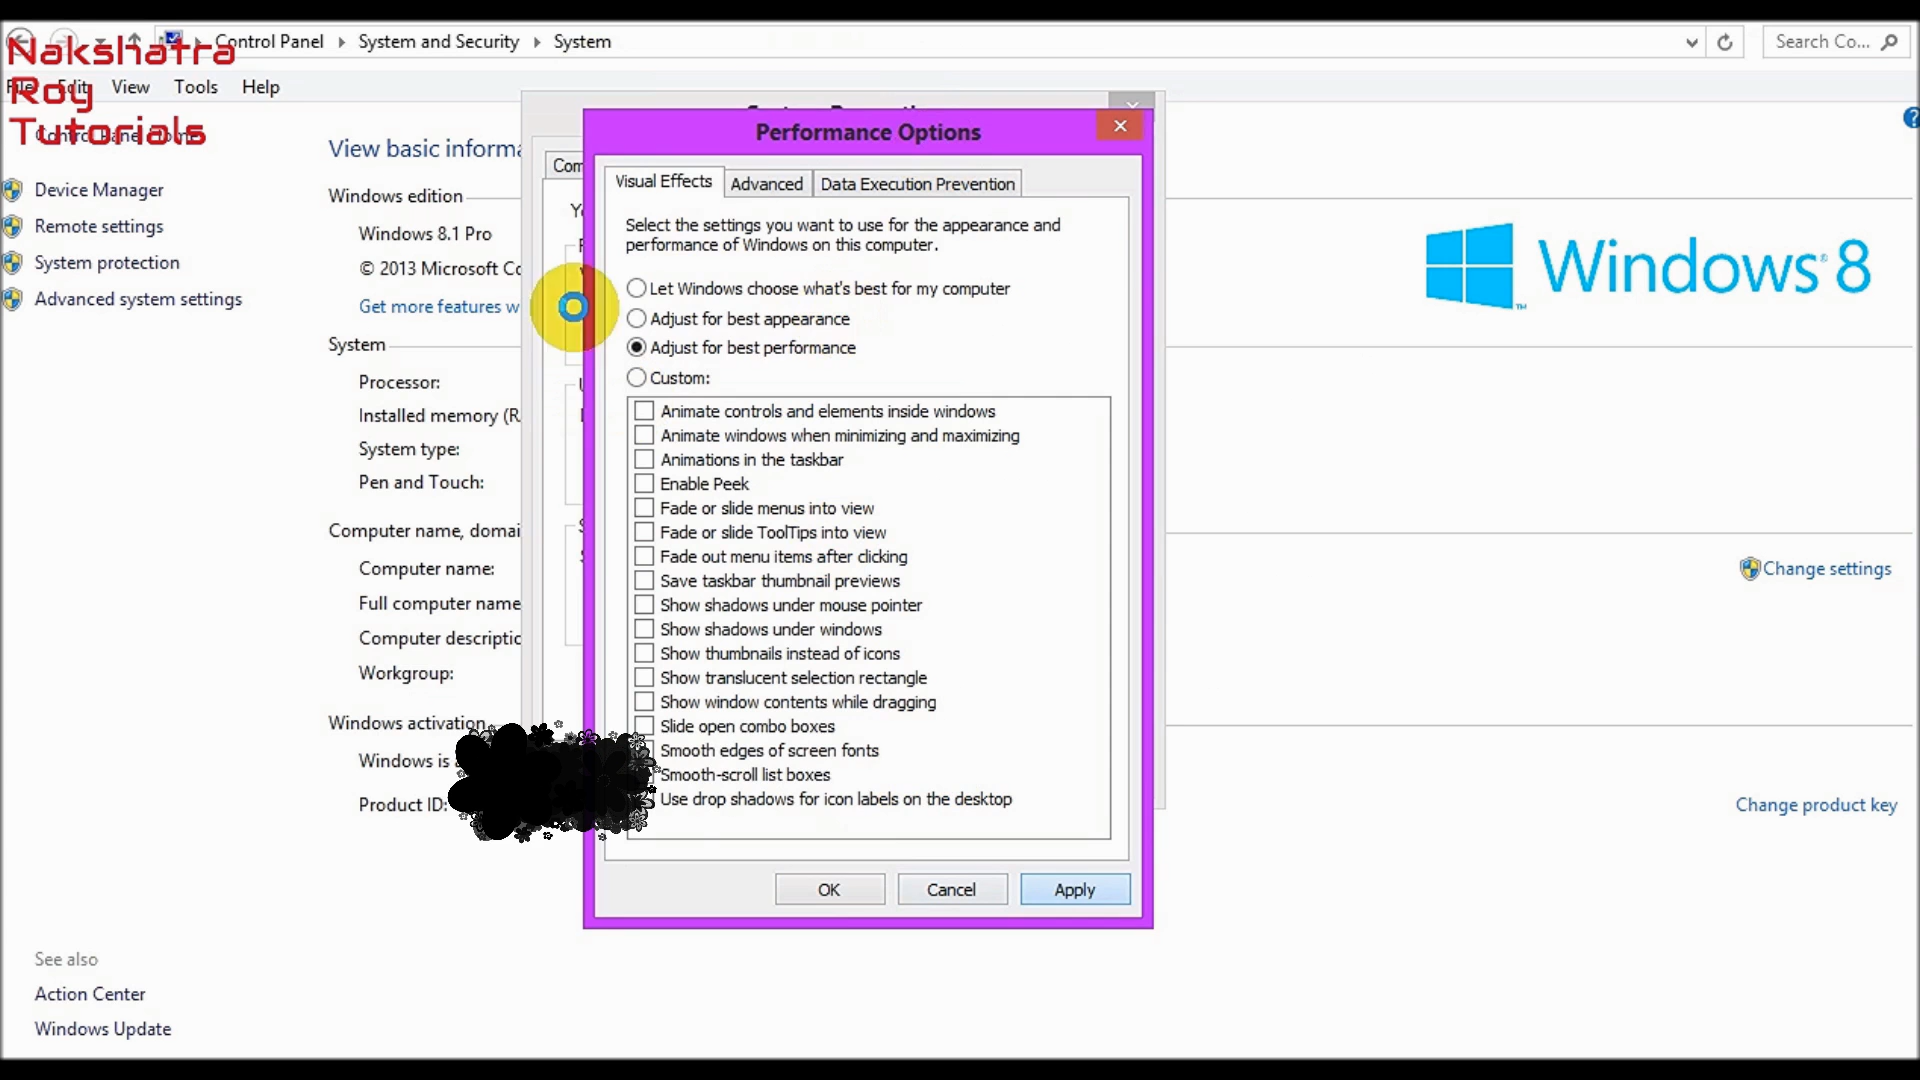 Nakshatra
Roy
Tutorials
Control Panel
System and Security
System
Search Co...
File Edit View Tools Help
Control Panel Home
Device Manager
Remote settings
System protection
Advanced system settings
See also
Action Center
Windows Update
View basic informa
Windows edition
Windows 8.1 Pro
© 2013 Microsoft Co
Get more features w
System
Processor:
Installed memory (R
System type:
Pen and Touch:
Computer name, domai
Computer name:
Full computer name
Computer descriptio
Workgroup:
Windows activation
Windows is
Product ID:
Com
Performance Options
Visual Effects
Advanced
Data Execution Prevention
Select the settings you want to use for the appearance and
performance of Windows on this computer.
Let Windows choose what's best for my computer
Adjust for best appearance
Adjust for best performance
Custom:
Animate controls and elements inside windows
Animate windows when minimizing and maximizing
Animations in the taskbar
Enable Peek
Fade or slide menus into view
Fade or slide ToolTips into view
Fade out menu items after clicking
Save taskbar thumbnail previews
Show shadows under mouse pointer
Show shadows under windows
Show thumbnails instead of icons
Show translucent selection rectangle
Show window contents while dragging
Slide open combo boxes
Smooth edges of screen fonts
Smooth-scroll list boxes
Use drop shadows for icon labels on the desktop
OK
Cancel
Apply
Windows® 8
Change settings
Change product key